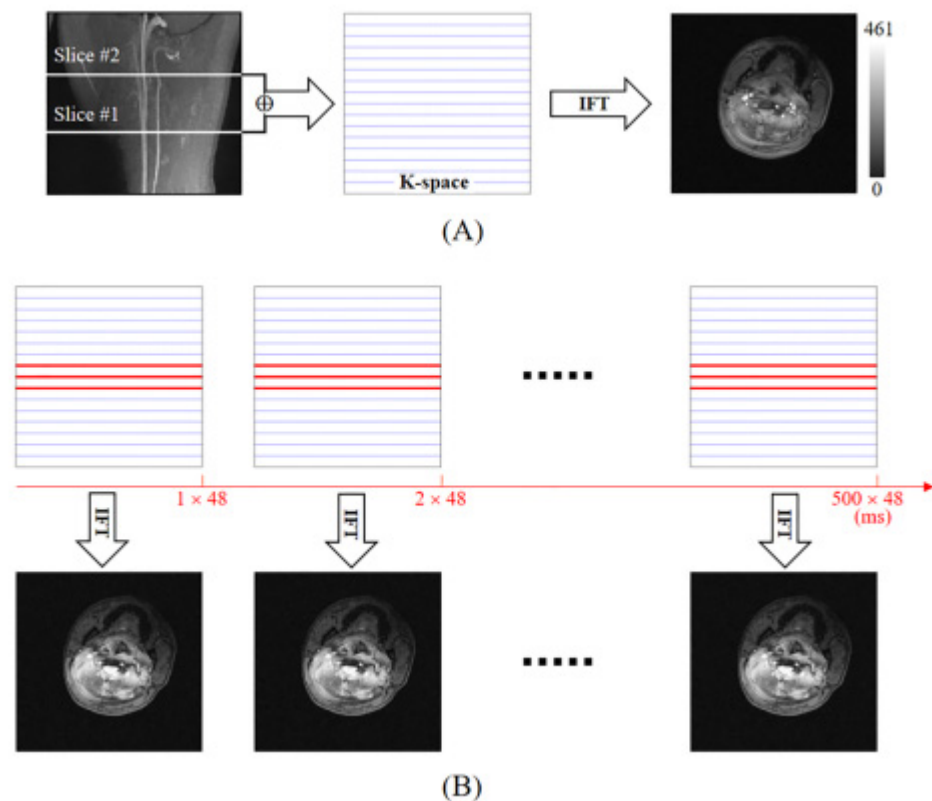 Slice #2
Slice #1
⊕
K-space
IFT
461
0
(A)
1 × 48
2 × 48
500 × 48
(ms)
IFT
IFT
IFT
(B)